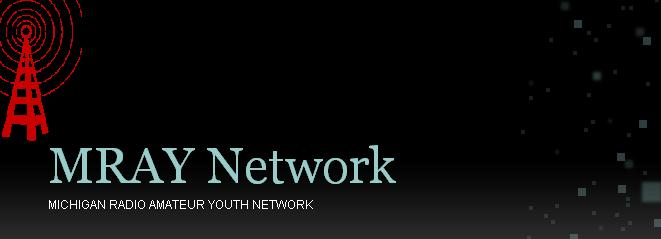 MRAY Network
MICHIGAN RADIO AMATEUR YOUTH NETWORK